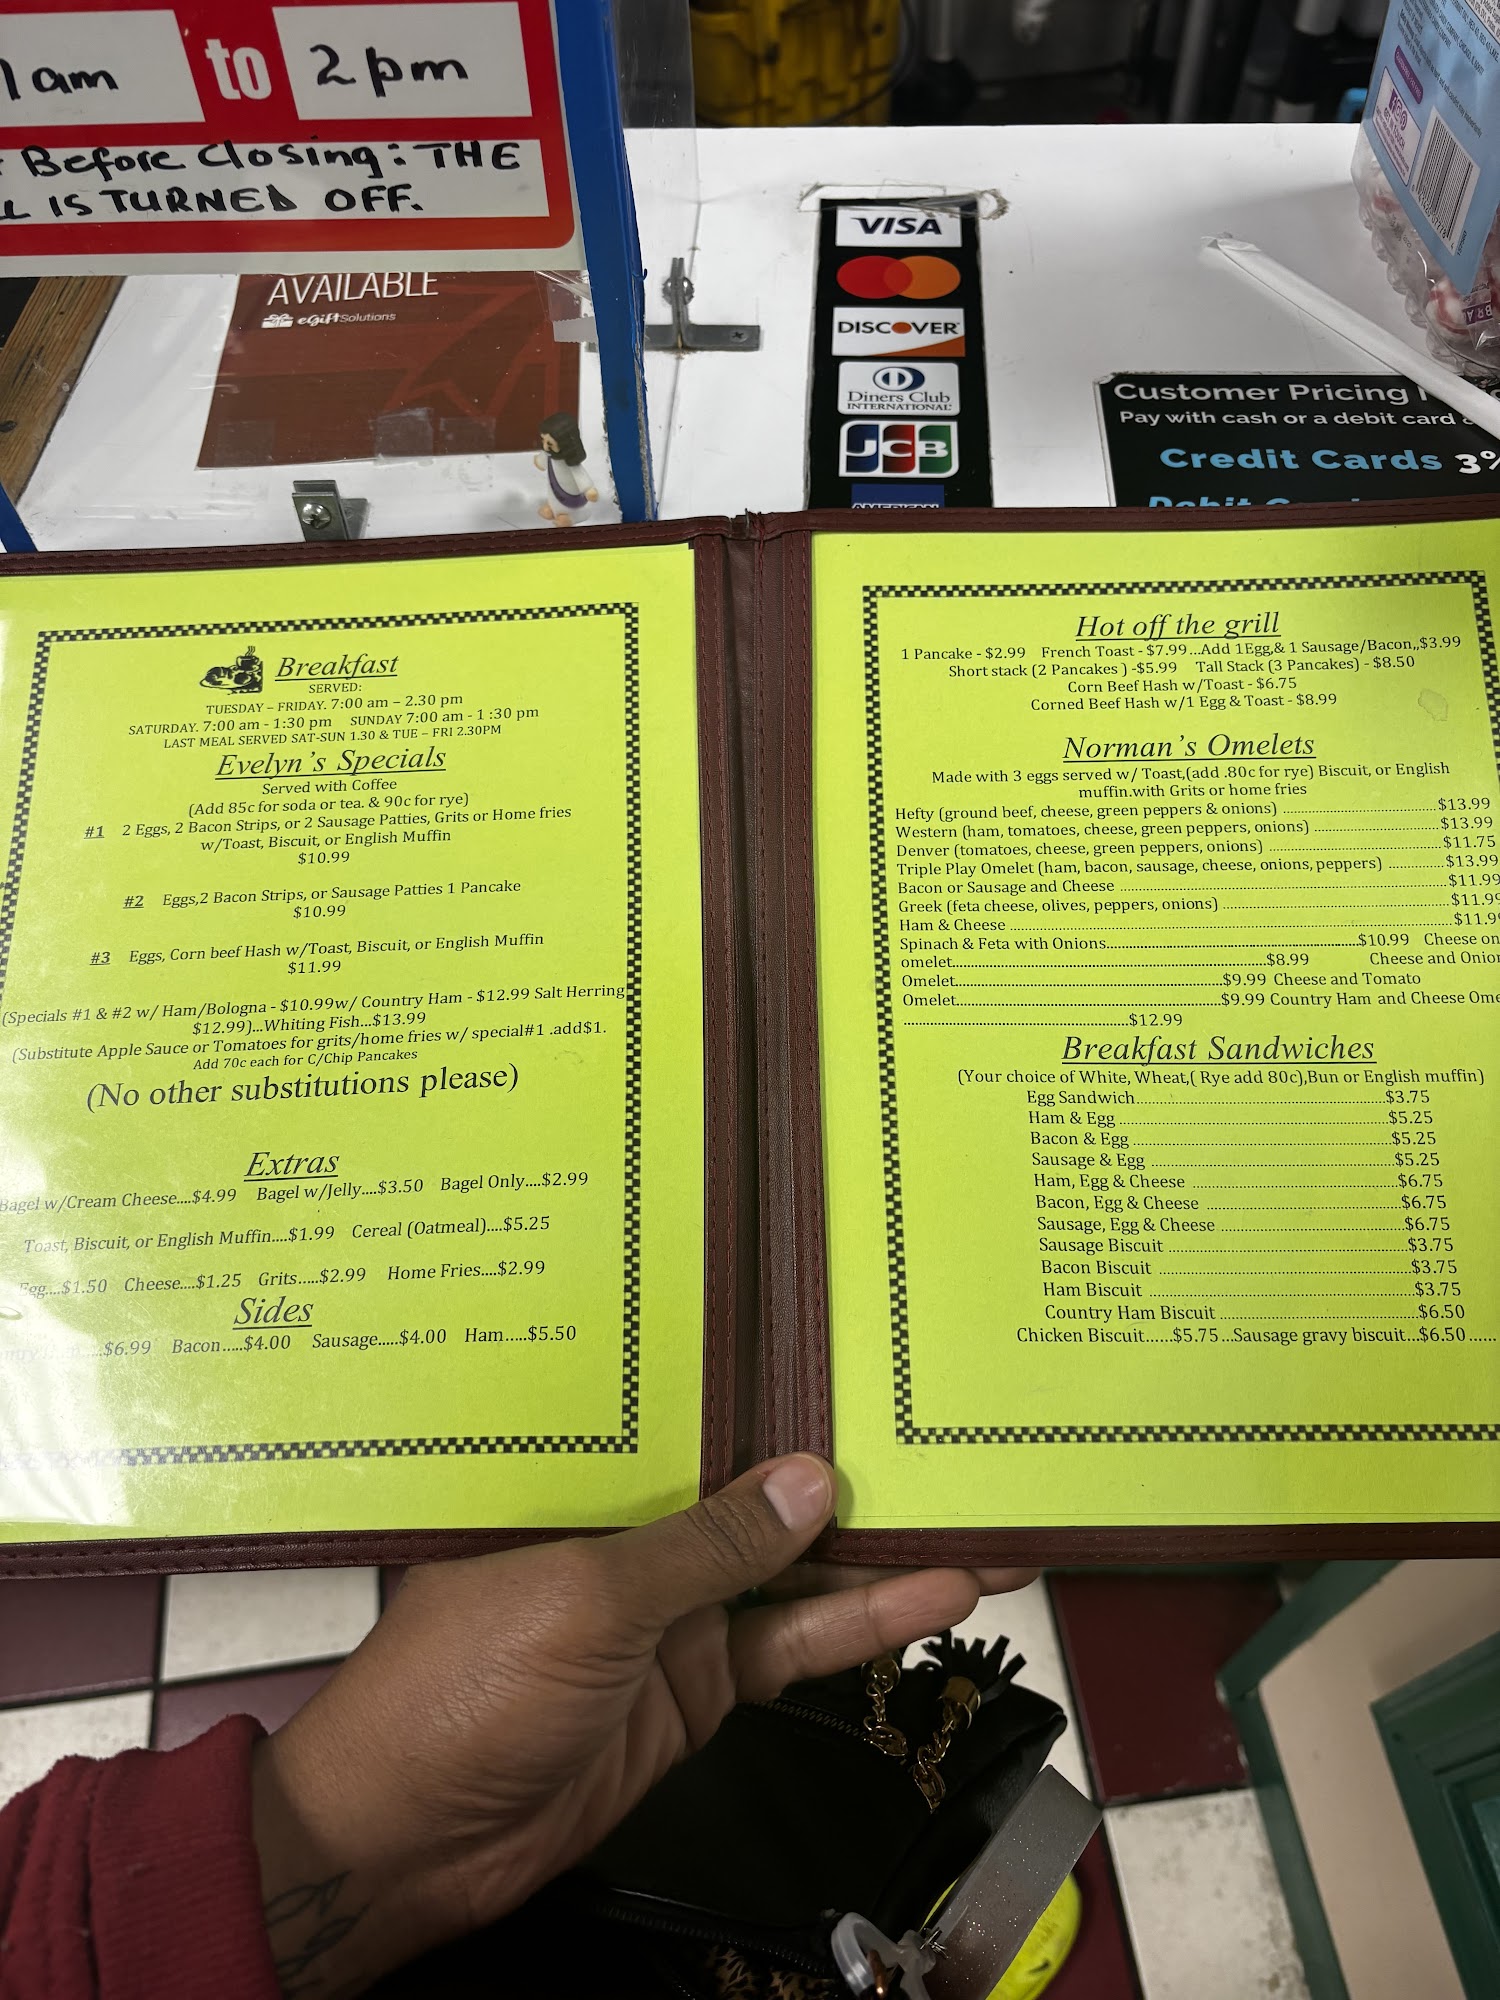 1am to 2pm
Before Closing: THE
IS TURNED OFF.
AVAILABLE
eGift Solutions
VISA
DISCOVER
Diners Club
INTERNATIONAL
JCB
AMERICAN
Customer Pricing
Pay with cash or a debit card
Credit Cards 3%
Breakfast
SERVED:
TUESDAY – FRIDAY. 7:00 am – 2.30 pm
SATURDAY. 7:00 am - 1:30 pm SUNDAY 7:00 am - 1 :30 pm
LAST MEAL SERVED SAT-SUN 1.30 & TUE – FRI 2.30PM
Evelyn's Specials
Served with Coffee
(Add 85c for soda or tea. & 90c for rye)
#1 2 Eggs, 2 Bacon Strips, or 2 Sausage Patties, Grits or Home fries
w/Toast, Biscuit, or English Muffin
$10.99
#2 Eggs,2 Bacon Strips, or Sausage Patties 1 Pancake
$10.99
#3 Eggs, Corn beef Hash w/Toast, Biscuit, or English Muffin
$11.99
(Specials #1 & #2 w/ Ham/Bologna - $10.99w/ Country Ham - $12.99 Salt Herring
$12.99)...Whiting Fish...$13.99
(Substitute Apple Sauce or Tomatoes for grits/home fries w/ special#1 .add$1.
Add 70c each for C/Chip Pancakes
(No other substitutions please)
Extras
Bagel w/Cream Cheese....$4.99 Bagel w/Jelly....$3.50 Bagel Only....$2.99
Toast, Biscuit, or English Muffin....$1.99 Cereal (Oatmeal)....$5.25
Egg....$1.50 Cheese....$1.25 Grits.....$2.99 Home Fries....$2.99
Sides
$6.99 Bacon.....$4.00 Sausage.....$4.00 Ham.....$5.50
Hot off the grill
1 Pancake - $2.99 French Toast - $7.99...Add 1Egg,& 1 Sausage/Bacon,,$3.99
Short stack (2 Pancakes ) -$5.99 Tall Stack (3 Pancakes) - $8.50
Corn Beef Hash w/Toast - $6.75
Corned Beef Hash w/1 Egg & Toast - $8.99
Norman's Omelets
Made with 3 eggs served w/ Toast,(add .80c for rye) Biscuit, or English
muffin.with Grits or home fries
Hefty (ground beef, cheese, green peppers & onions) ........ $13.99
Western (ham, tomatoes, cheese, green peppers, onions) ........ $13.99
Denver (tomatoes, cheese, green peppers, onions) ........ $11.75
Triple Play Omelet (ham, bacon, sausage, cheese, onions, peppers) ........ $13.99
Bacon or Sausage and Cheese ........ $11.99
Greek (feta cheese, olives, peppers, onions) ........ $11.99
Ham & Cheese ........ $11.9
Spinach & Feta with Onions........$10.99 Cheese on
omelet........$8.99 Cheese and Onion
Omelet........$9.99 Cheese and Tomato
Omelet........$9.99 Country Ham and Cheese Ome
........$12.99
Breakfast Sandwiches
(Your choice of White, Wheat,( Rye add 80c),Bun or English muffin)
Egg Sandwich........$3.75
Ham & Egg ........$5.25
Bacon & Egg ........$5.25
Sausage & Egg ........$5.25
Ham, Egg & Cheese ........$6.75
Bacon, Egg & Cheese ........$6.75
Sausage, Egg & Cheese ........$6.75
Sausage Biscuit ........$3.75
Bacon Biscuit ........$3.75
Ham Biscuit ........$3.75
Country Ham Biscuit ........$6.50
Chicken Biscuit......$5.75...Sausage gravy biscuit...$6.50......